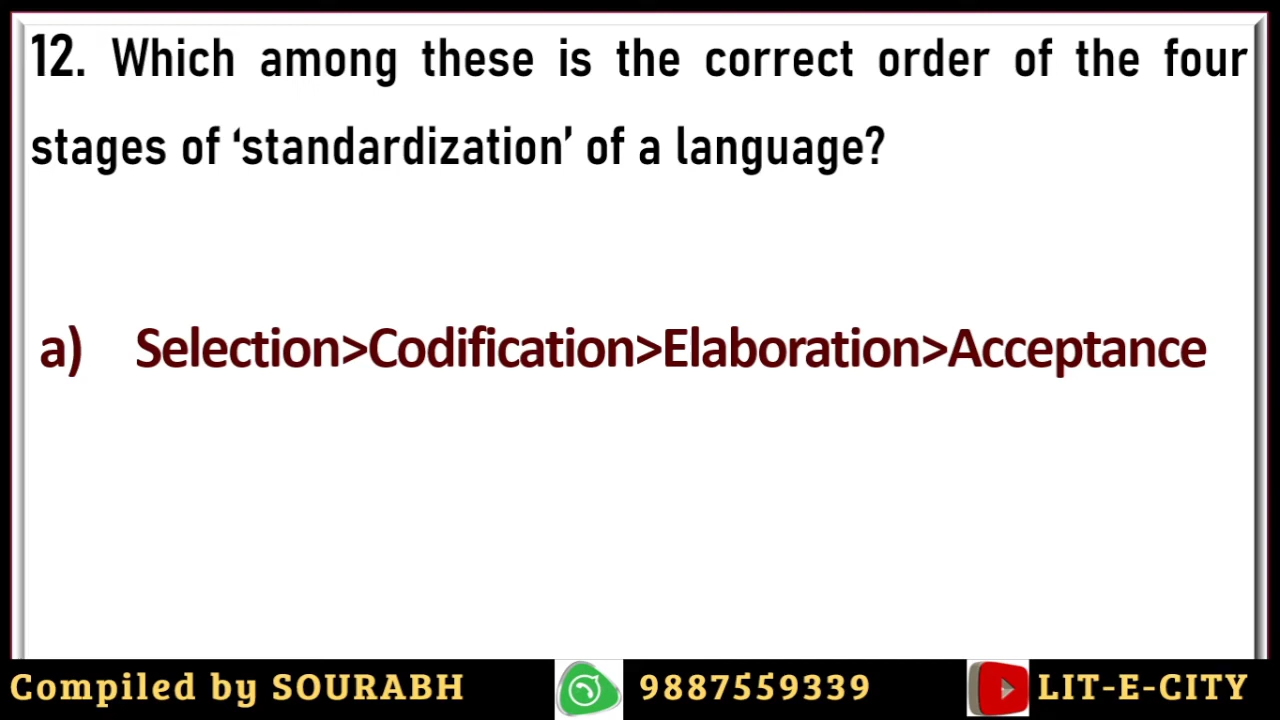 12. Which among these is the correct order of the four
stages of ‘standardization’ of a language?
a) Selection>Codification>Elaboration>Acceptance
Compiled by SOURABH 9887559339 LIT-E-CITY